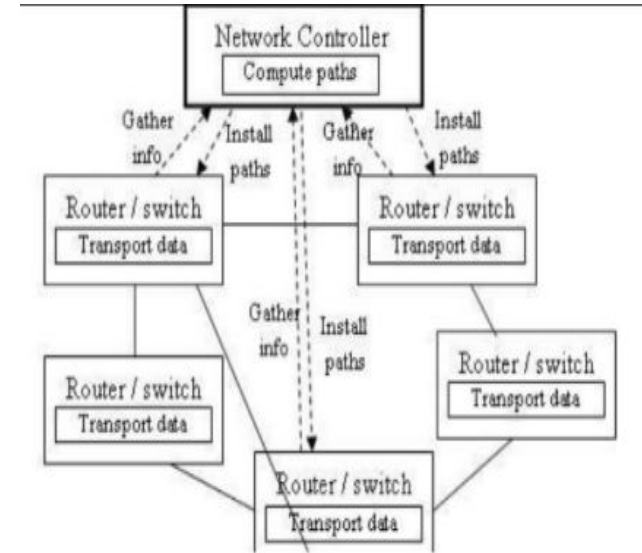 Network Controller
Compute paths
Gather
info
Install
paths
Gather
info
Install
paths
Router / switch
Transport data
Router / switch
Transport data
Gather
info
Install
paths
Router / switch
Transport data
Router / switch
Transport data
Router / switch
Transport data